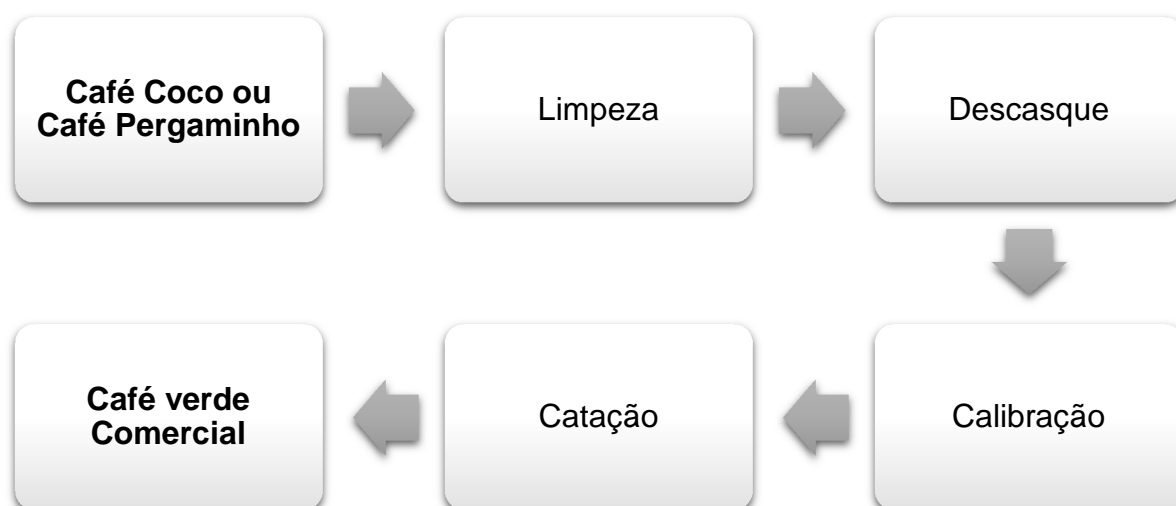 Café Coco ou
Café Pergaminho
Limpeza
Descasque
Calibração
Catação
Café verde
Comercial